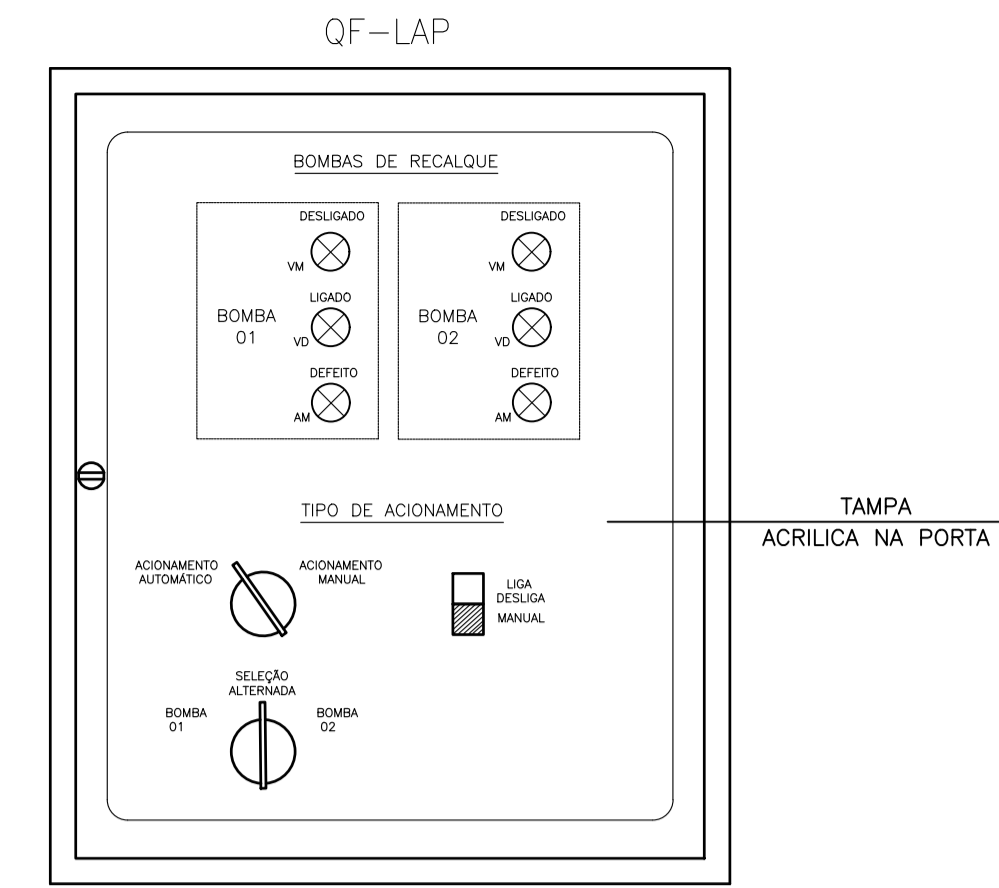 QF-LAP
BOMBAS DE RECALQUE
DESLIGADO
VM
LIGADO
BOMBA
01
VD
DEFEITO
AM
DESLIGADO
VM
LIGADO
BOMBA
02
VD
DEFEITO
AM
TIPO DE ACIONAMENTO
TAMPA
ACRILICA NA PORTA
ACIONAMENTO
AUTOMÁTICO
ACIONAMENTO
MANUAL
LIGA
DESLIGA
MANUAL
SELEÇÃO
ALTERNADA
BOMBA
01
BOMBA
02